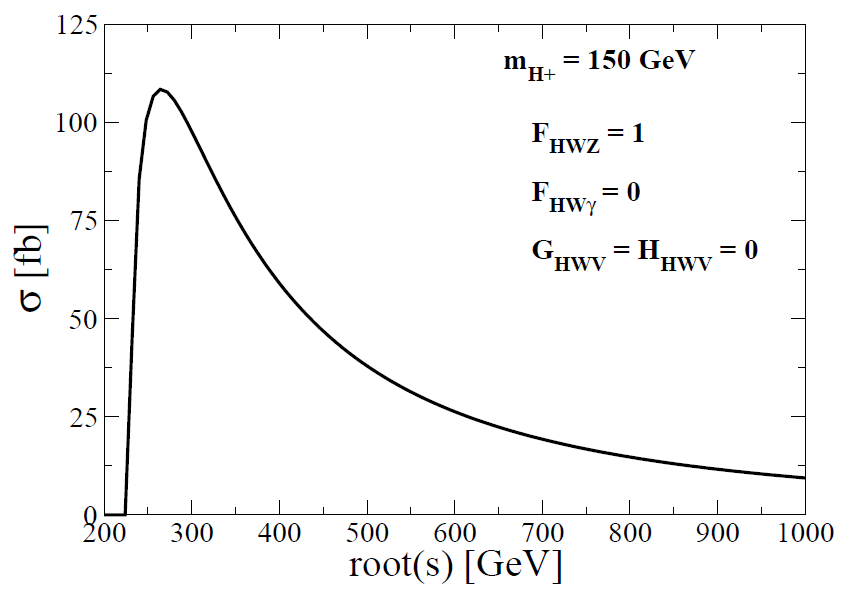 125
100
75
50
25
0
σ [fb]
m_H+ = 150 GeV
F_HWZ = 1
F_HWγ = 0
G_HWV = H_HWV = 0
200 300 400 500 600 700 800 900 1000
root(s) [GeV]